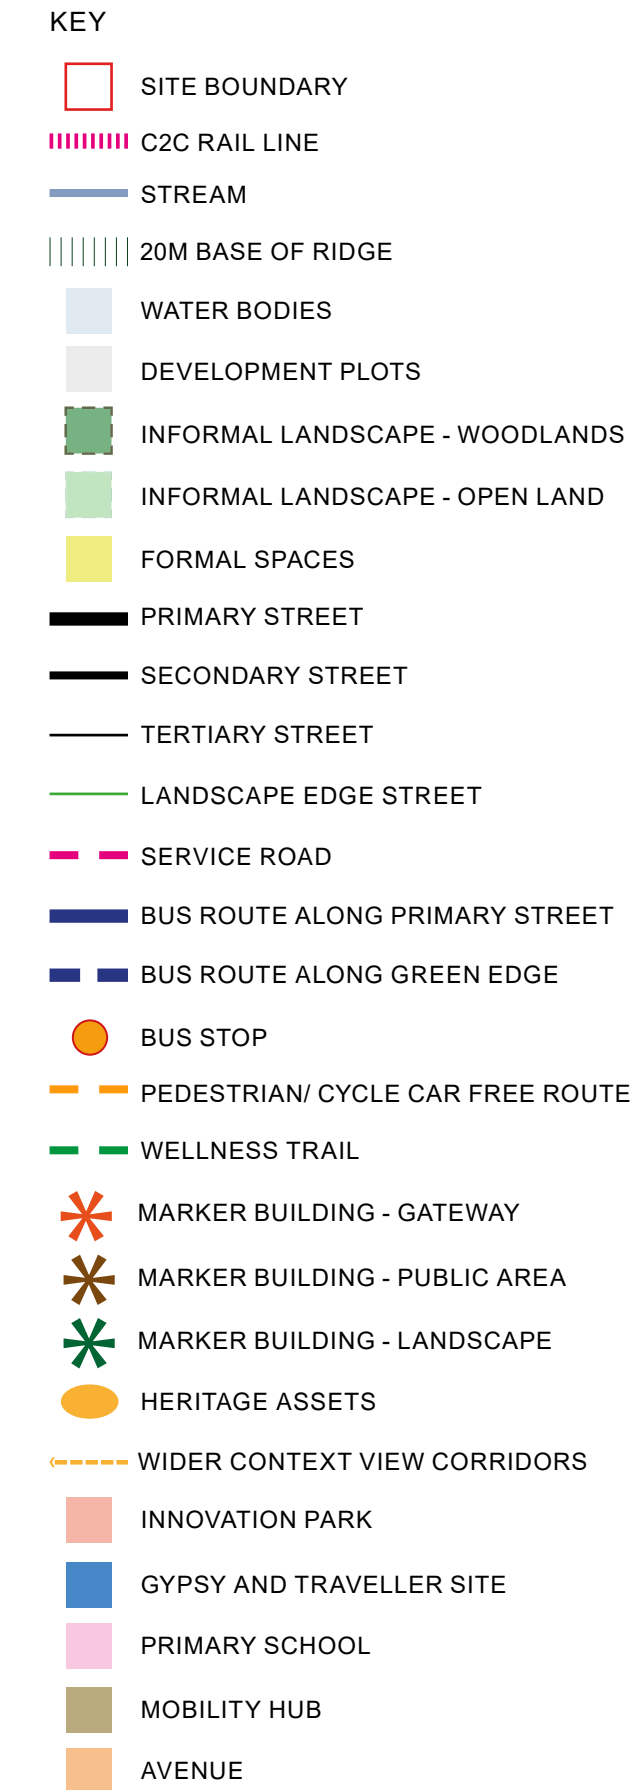 KEY
SITE BOUNDARY
C2C RAIL LINE
STREAM
20M BASE OF RIDGE
WATER BODIES
DEVELOPMENT PLOTS
INFORMAL LANDSCAPE - WOODLANDS
INFORMAL LANDSCAPE - OPEN LAND
FORMAL SPACES
PRIMARY STREET
SECONDARY STREET
TERTIARY STREET
LANDSCAPE EDGE STREET
SERVICE ROAD
BUS ROUTE ALONG PRIMARY STREET
BUS ROUTE ALONG GREEN EDGE
BUS STOP
PEDESTRIAN/ CYCLE CAR FREE ROUTE
WELLNESS TRAIL
MARKER BUILDING - GATEWAY
MARKER BUILDING - PUBLIC AREA
MARKER BUILDING - LANDSCAPE
HERITAGE ASSETS
WIDER CONTEXT VIEW CORRIDORS
INNOVATION PARK
GYPSY AND TRAVELLER SITE
PRIMARY SCHOOL
MOBILITY HUB
AVENUE